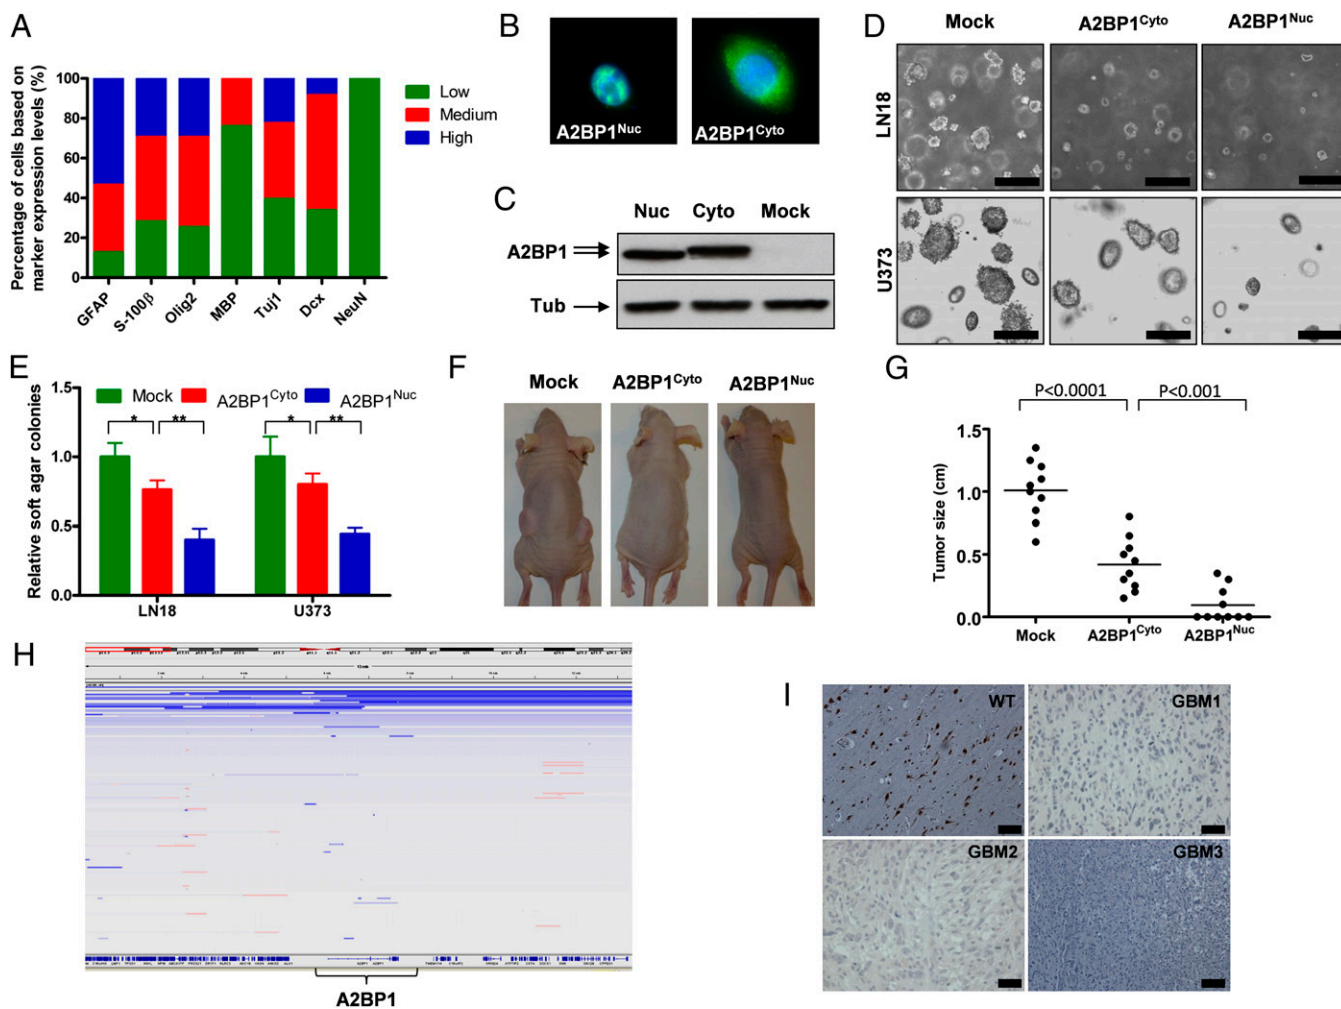 A
Percentage of cells based on
marker expression levels (%)
100
80
60
40
20
0
GFAP
S-100β
Olig2
MBP
Tuj1
Dcx
NeuN
Low
Medium
High
B
A2BP1Nuc
A2BP1Cyto
C
Nuc Cyto Mock
A2BP1
Tub
D
Mock A2BP1Cyto A2BP1Nuc
LN18
U373
E
Relative soft agar colonies
1.5
1.0
0.5
0.0
Mock A2BP1Cyto A2BP1Nuc
* ** * **
LN18 U373
F
Mock A2BP1Cyto A2BP1Nuc
G
P<0.0001 P<0.001
Tumor size (cm)
1.5
1.0
0.5
0.0
Mock A2BP1Cyto A2BP1Nuc
H
A2BP1
I
WT
GBM1
GBM2
GBM3